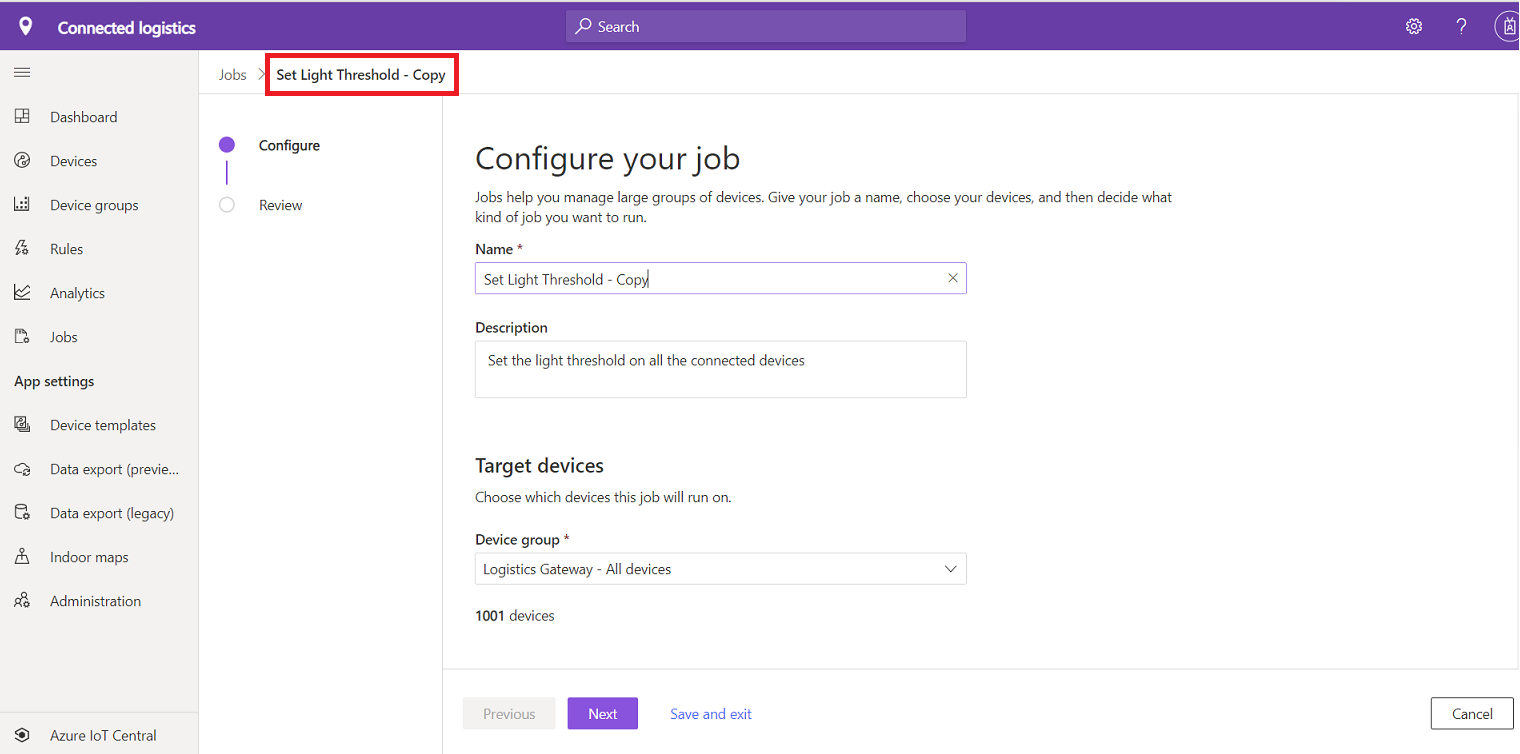 Connected logistics
Search
?
Jobs > Set Light Threshold - Copy
Dashboard
Devices
Device groups
Rules
Analytics
Jobs
App settings
Device templates
Data export (previe...
Data export (legacy)
Indoor maps
Administration
Azure IoT Central
Configure
Review
Configure your job
Jobs help you manage large groups of devices. Give your job a name, choose your devices, and then decide what
kind of job you want to run.
Name *
Set Light Threshold - Copy
Description
Set the light threshold on all the connected devices
Target devices
Choose which devices this job will run on.
Device group *
Logistics Gateway - All devices
1001 devices
Previous
Next
Save and exit
Cancel